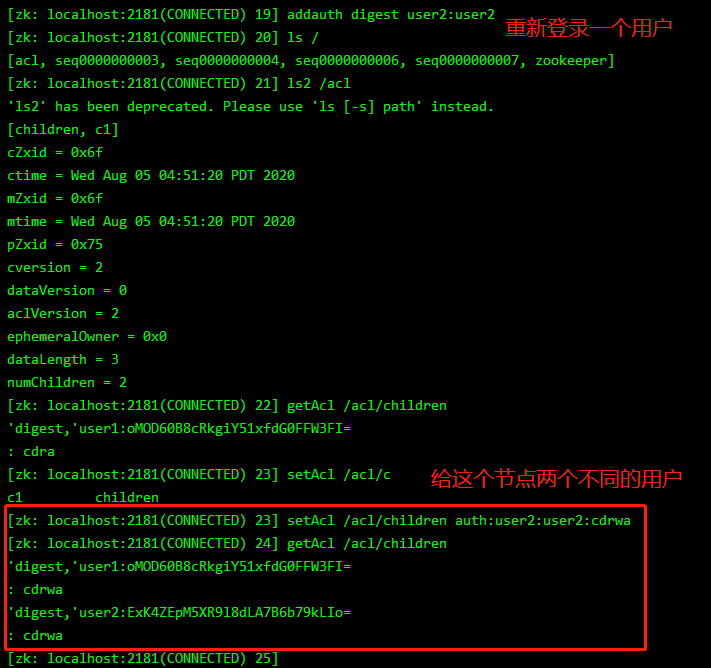 [zk: localhost:2181(CONNECTED) 19] addauth digest user2:user2
重新登录一个用户
[zk: localhost:2181(CONNECTED) 20] ls /
[acl, seq0000000003, seq0000000004, seq0000000006, seq0000000007, zookeeper]
[zk: localhost:2181(CONNECTED) 21] ls2 /acl
'ls2' has been deprecated. Please use 'ls [-s] path' instead.
[children, c1]
cZxid = 0x6f
ctime = Wed Aug 05 04:51:20 PDT 2020
mZxid = 0x6f
mtime = Wed Aug 05 04:51:20 PDT 2020
pZxid = 0x75
cversion = 2
dataVersion = 0
aclVersion = 2
ephemeralOwner = 0x0
dataLength = 3
numChildren = 2
[zk: localhost:2181(CONNECTED) 22] getAcl /acl/children
'digest,'user1:oMOD60B8cRkgiY51xfdG0FFW3FI=
: cdra
[zk: localhost:2181(CONNECTED) 23] setAcl /acl/c
给这个节点两个不同的用户
c1 children
[zk: localhost:2181(CONNECTED) 23] setAcl /acl/children auth:user2:user2:cdrwa
[zk: localhost:2181(CONNECTED) 24] getAcl /acl/children
'digest,'user1:oMOD60B8cRkgiY51xfdG0FFW3FI=
: cdrwa
'digest,'user2:ExK4ZEpM5XR9l8dLA7B6b79kLIo=
: cdrwa
[zk: localhost:2181(CONNECTED) 25]